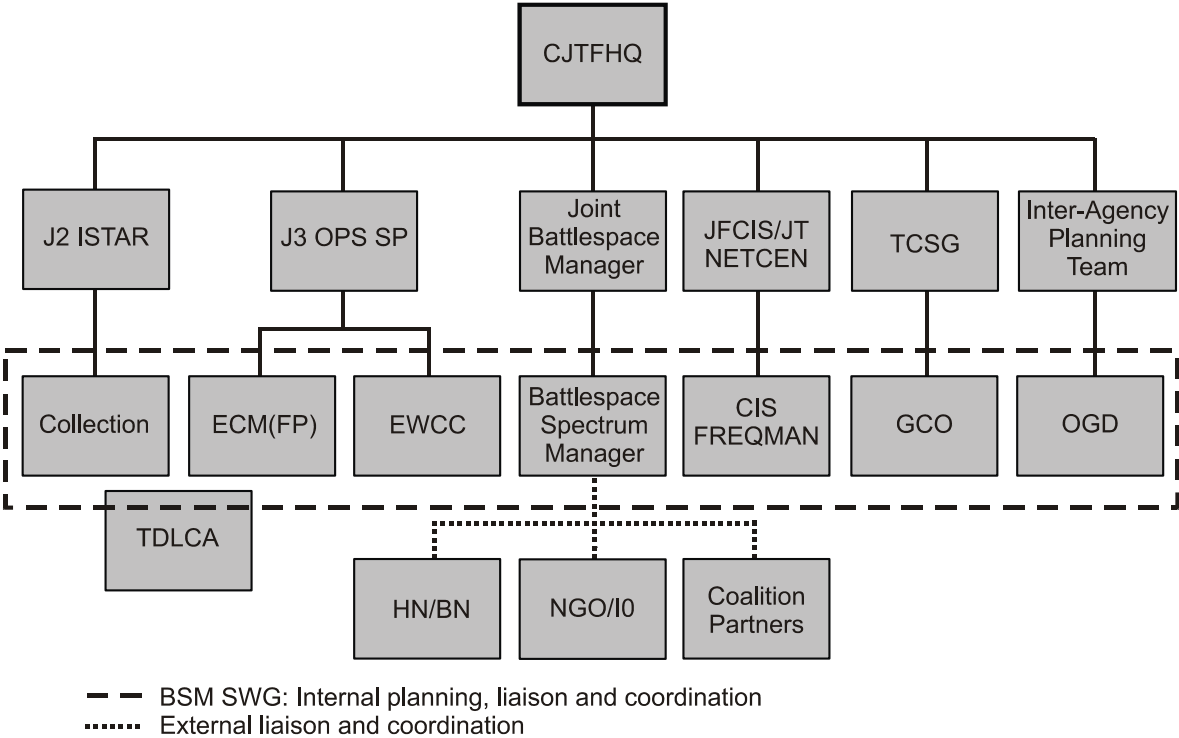 CJTFHQ
J2 ISTAR
J3 OPS SP
Joint
Battlespace
Manager
JFCIS/JT
NETCEN
TCSG
Inter-Agency
Planning
Team
Collection
ECM(FP)
EWCC
Battlespace
Spectrum
Manager
CIS
FREQMAN
GCO
OGD
TDLCA
HN/BN
NGO/I0
Coalition
Partners
BSM SWG: Internal planning, liaison and coordination
External liaison and coordination